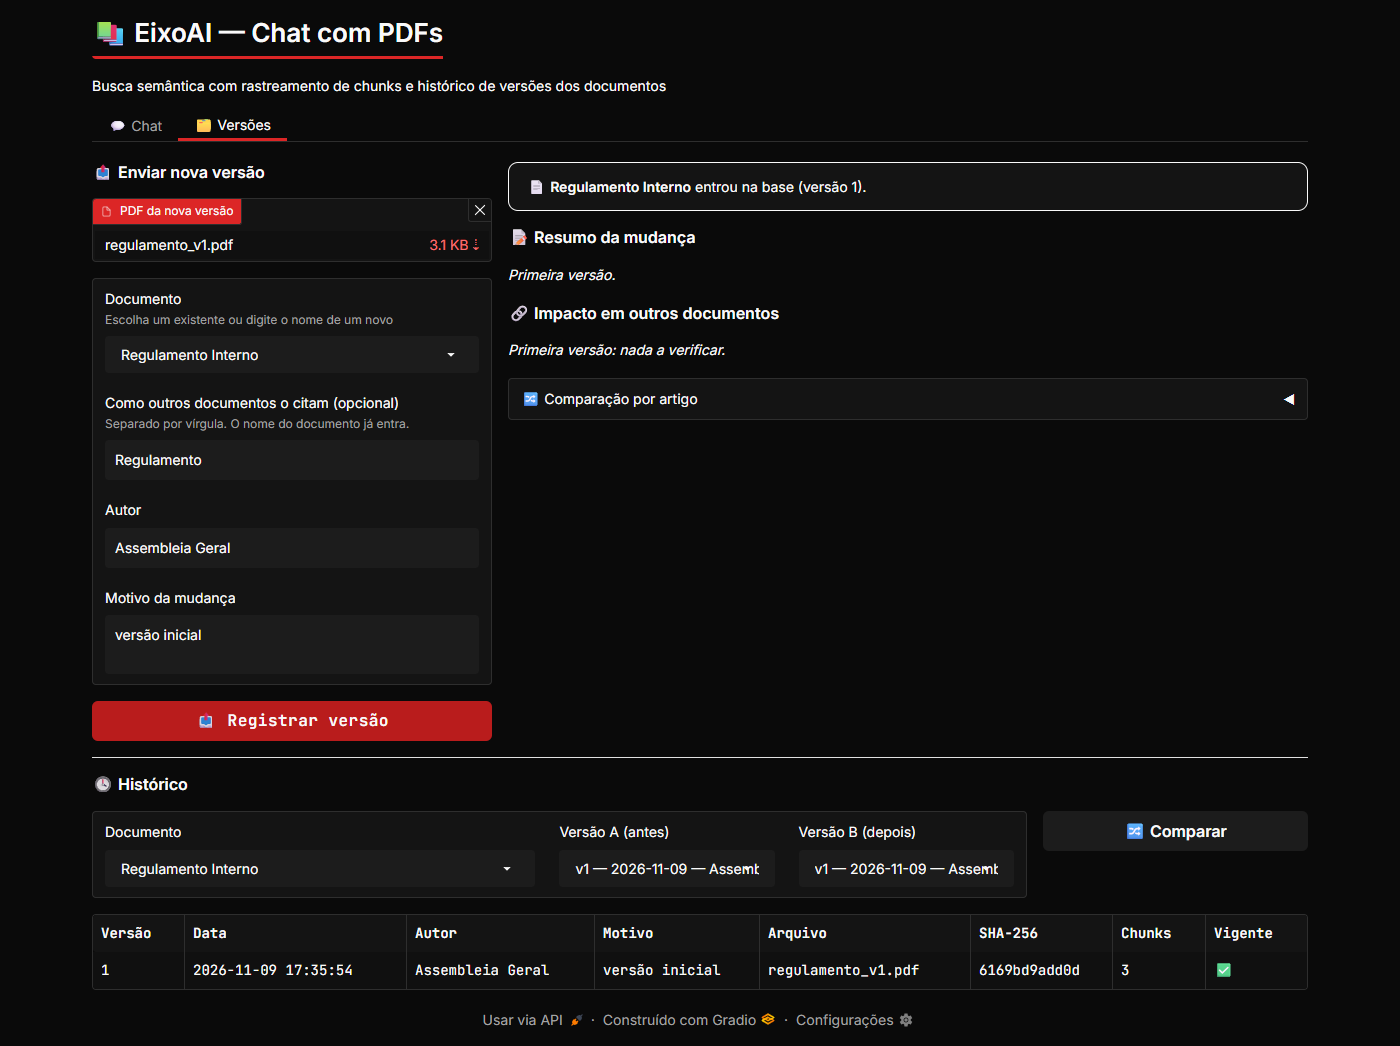 EixoAI — Chat com PDFs
Busca semântica com rastreamento de chunks e histórico de versões dos documentos
Chat
Versões
Enviar nova versão
PDF da nova versão
regulamento_v1.pdf 3.1 KB ⇣
Documento
Escolha um existente ou digite o nome de um novo
Regulamento Interno
Como outros documentos o citam (opcional)
Separado por vírgula. O nome do documento já entra.
Regulamento
Autor
Assembleia Geral
Motivo da mudança
versão inicial
Registrar versão
Regulamento Interno entrou na base (versão 1).
Resumo da mudança
Primeira versão.
Impacto em outros documentos
Primeira versão: nada a verificar.
Comparação por artigo
Histórico
Documento
Regulamento Interno
Versão A (antes)
v1 — 2026-11-09 — Assemb
Versão B (depois)
v1 — 2026-11-09 — Assemb
Comparar
Versão Data Autor Motivo Arquivo SHA-256 Chunks Vigente
1 2026-11-09 17:35:54 Assembleia Geral versão inicial regulamento_v1.pdf 6169bd9add0d 3
Usar via API · Construído com Gradio · Configurações